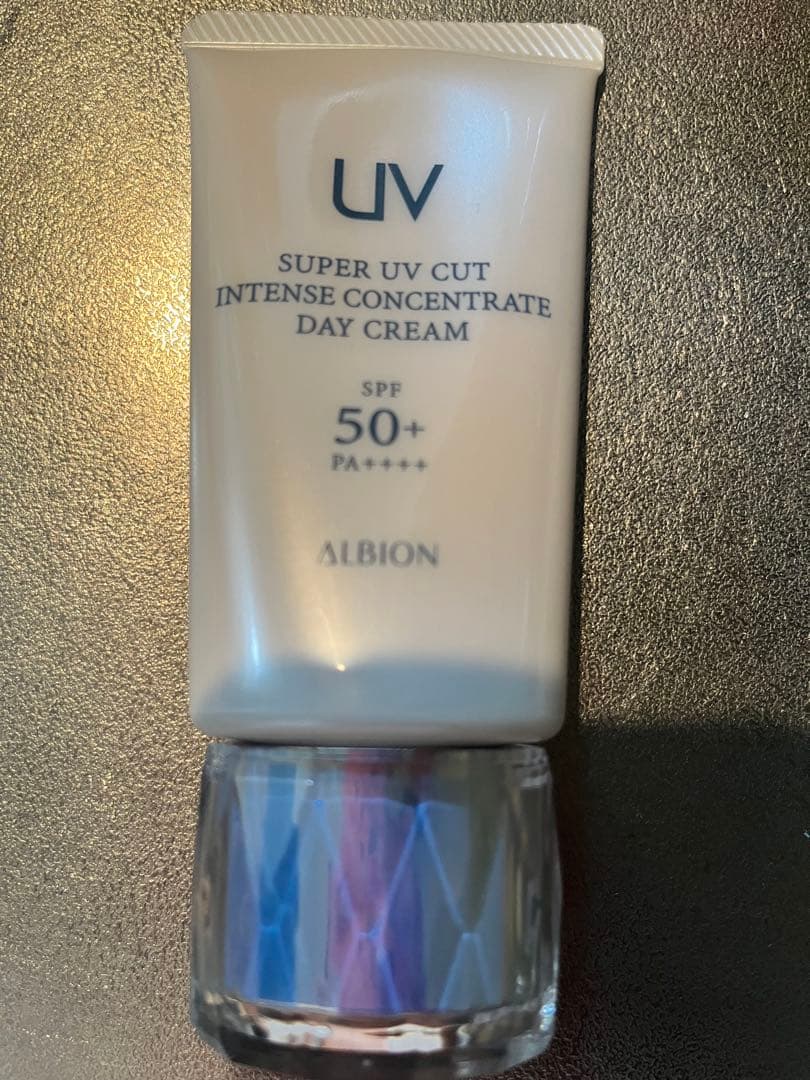 UV
SUPER UV CUT
INTENSE CONCENTRATE
DAY CREAM
SPF
50+
PA++++
ALBION